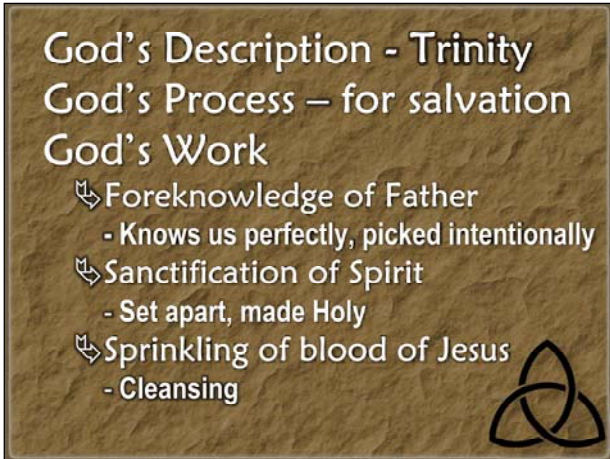 God's Description - Trinity
God's Process – for salvation
God's Work
Foreknowledge of Father
- Knows us perfectly, picked intentionally
Sanctification of Spirit
- Set apart, made Holy
Sprinkling of blood of Jesus
- Cleansing